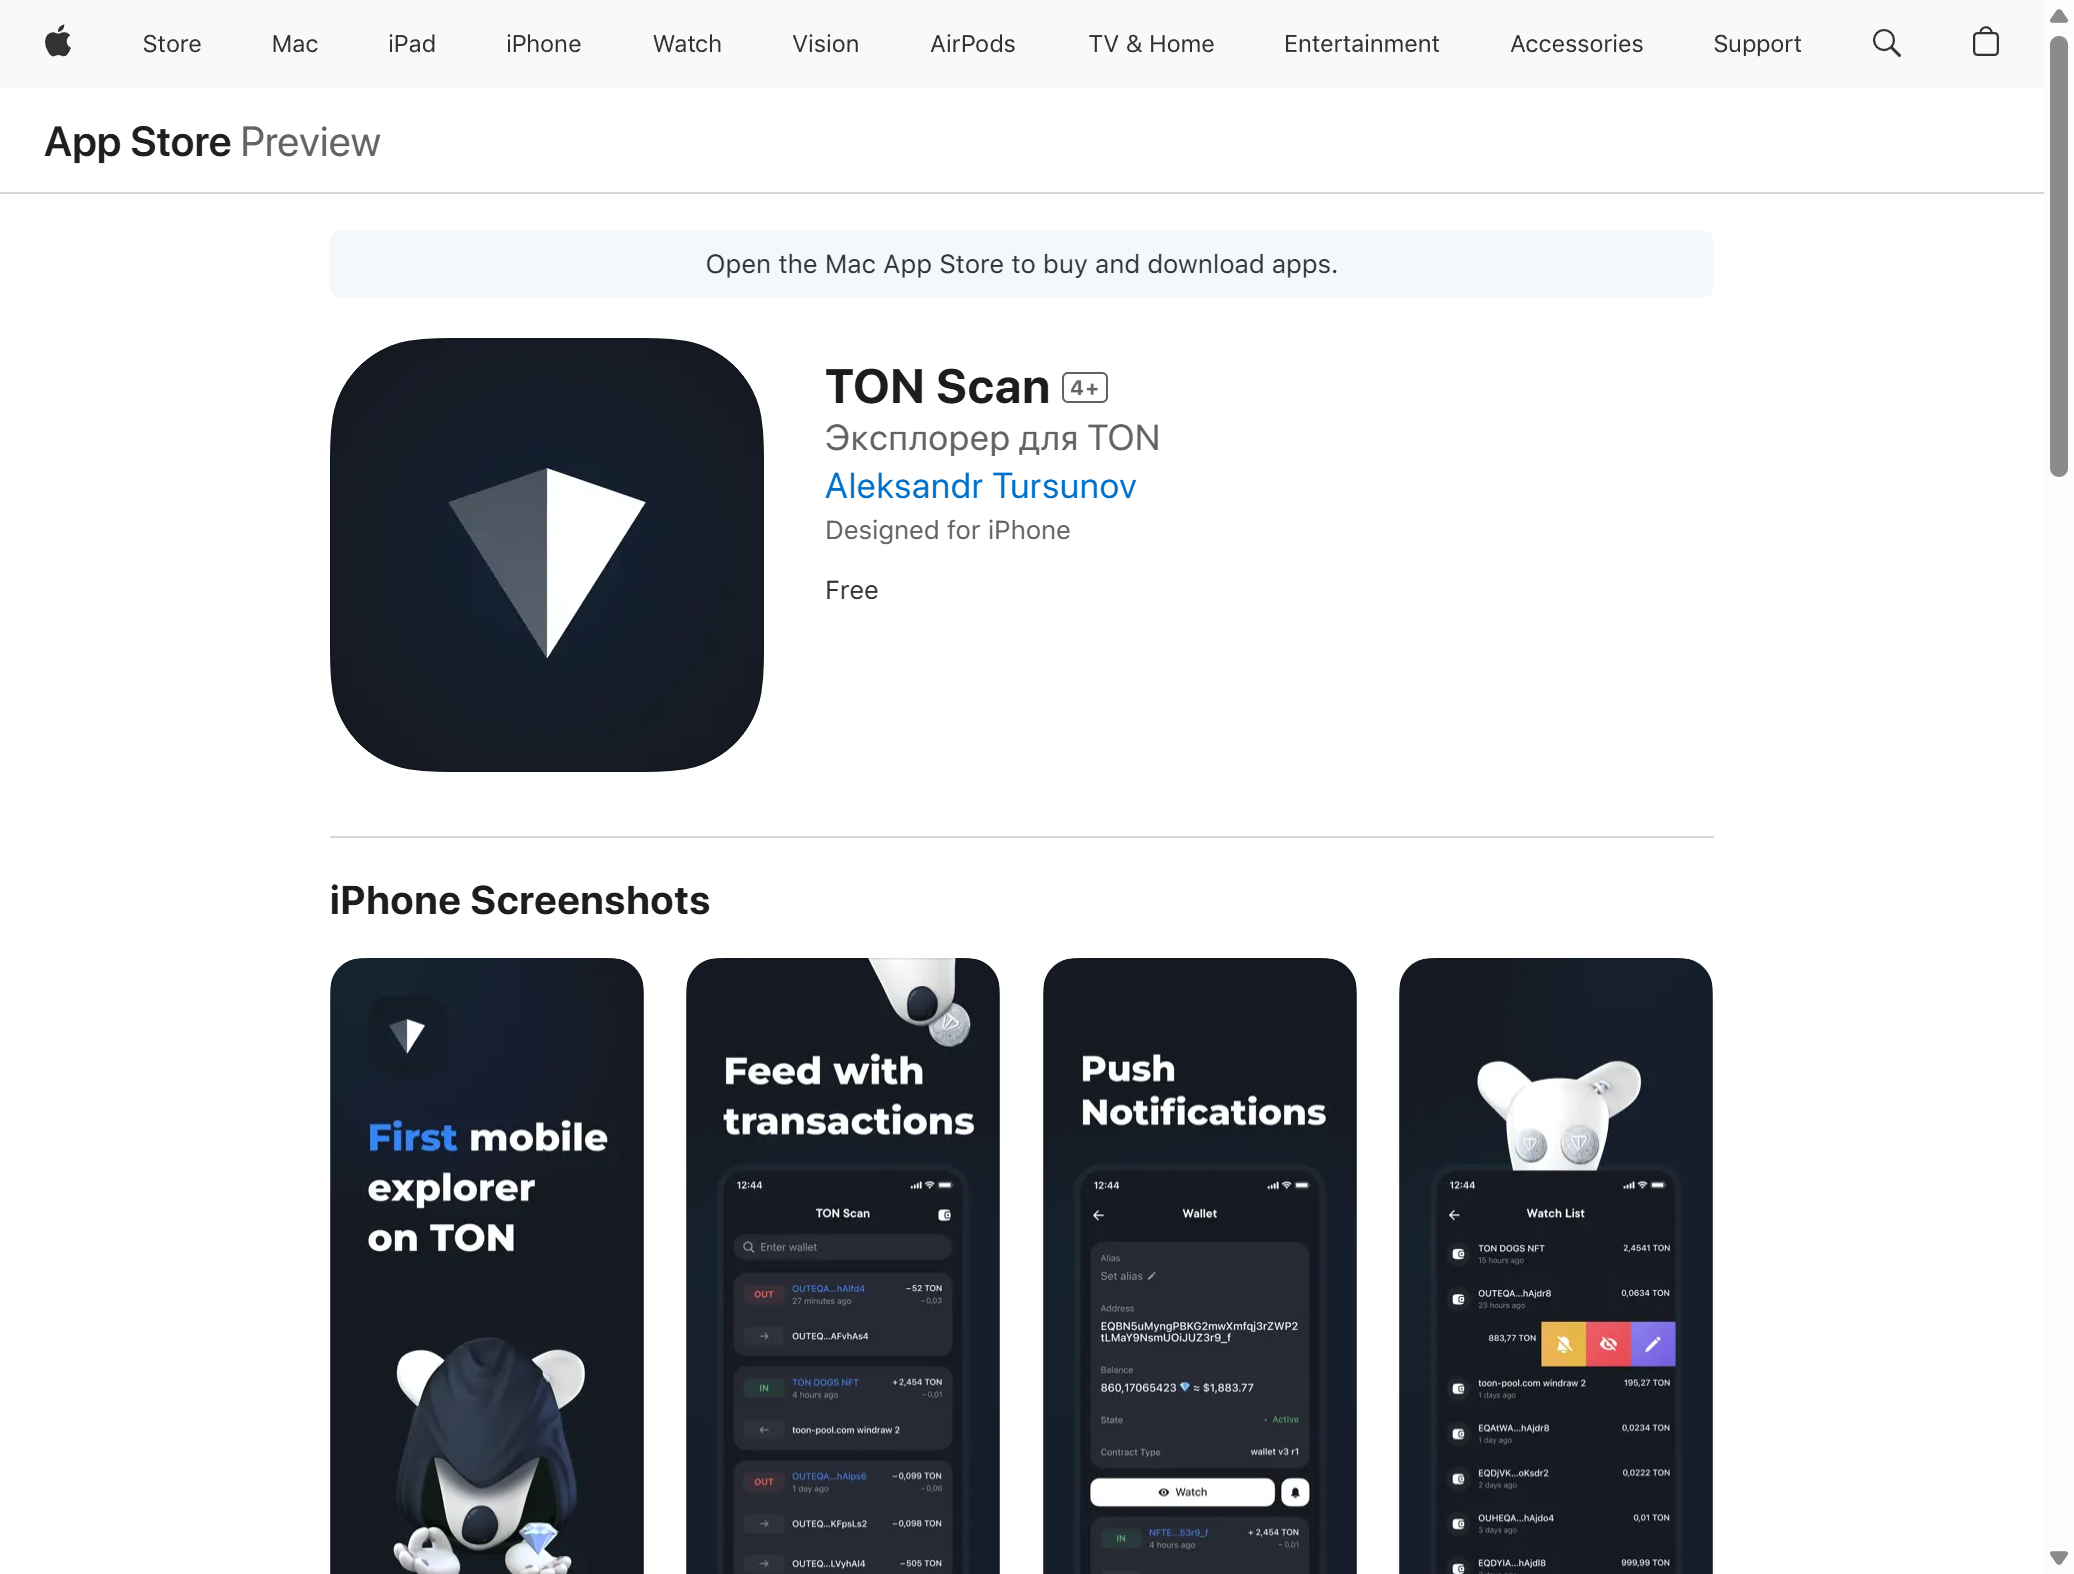 Store Mac iPad iPhone Watch Vision AirPods TV & Home Entertainment Accessories Support
App Store Preview
Open the Mac App Store to buy and download apps.
TON Scan 4+
Эксплорер для TON
Aleksandr Tursunov
Designed for iPhone
Free
iPhone Screenshots
First mobile
explorer
on TON
Feed with
transactions
12:44
TON Scan
Enter wallet
OUT OUTEQA...hAlfd4 −52 TON
27 minutes ago −0,03
OUTEQ...AFvhAs4
IN TON DOGS NFT +2,454 TON
4 hours ago −0,01
toon-pool.com windraw 2
OUT OUTEQA...hAlps6 −0,099 TON
1 day ago −0,06
OUTEQ...KFpsLs2 −0,098 TON
OUTEQ...LVyhAl4 −505 TON
Push
Notifications
12:44
Wallet
Alias
Set alias
Address
EQBN5uMyngPBKG2mwXmfqj3rZWP2
tLMaY9NsmUOiJUZ3r9_f
Balance
860,17065423 💎 ≈ $1,883.77
State • Active
Contract Type wallet v3 r1
Watch
IN NFTE...53r9_f +2,454 TON
4 hours ago −0,01
12:44
Watch List
TON DOGS NFT 2,4541 TON
15 hours ago
OUTEQA...hAjdr8 0,0634 TON
23 hours ago
883,77 TON
toon-pool.com windraw 2 195,27 TON
1 days ago
EQAtWA...hAjdr8 0,0234 TON
1 day ago
EQDjVK...oKsdr2 0,0222 TON
2 days ago
OUHEQA...hAjdo4 0,01 TON
3 days ago
EQDYIA...hAjdl8 999,99 TON